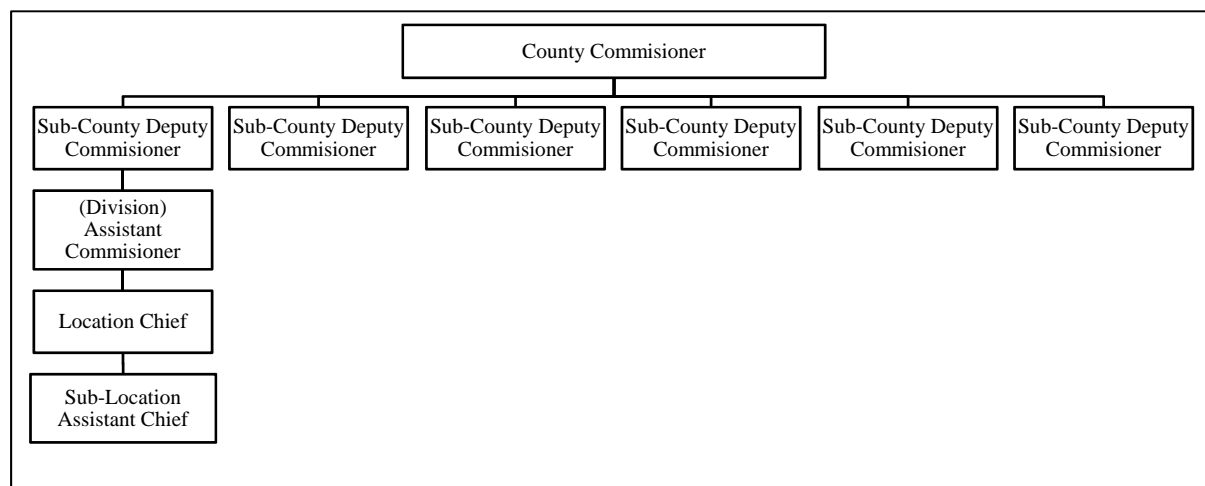 County Commisioner
Sub-County Deputy
Commisioner
Sub-County Deputy
Commisioner
Sub-County Deputy
Commisioner
Sub-County Deputy
Commisioner
Sub-County Deputy
Commisioner
Sub-County Deputy
Commisioner
(Division)
Assistant
Commisioner
Location Chief
Sub-Location
Assistant Chief